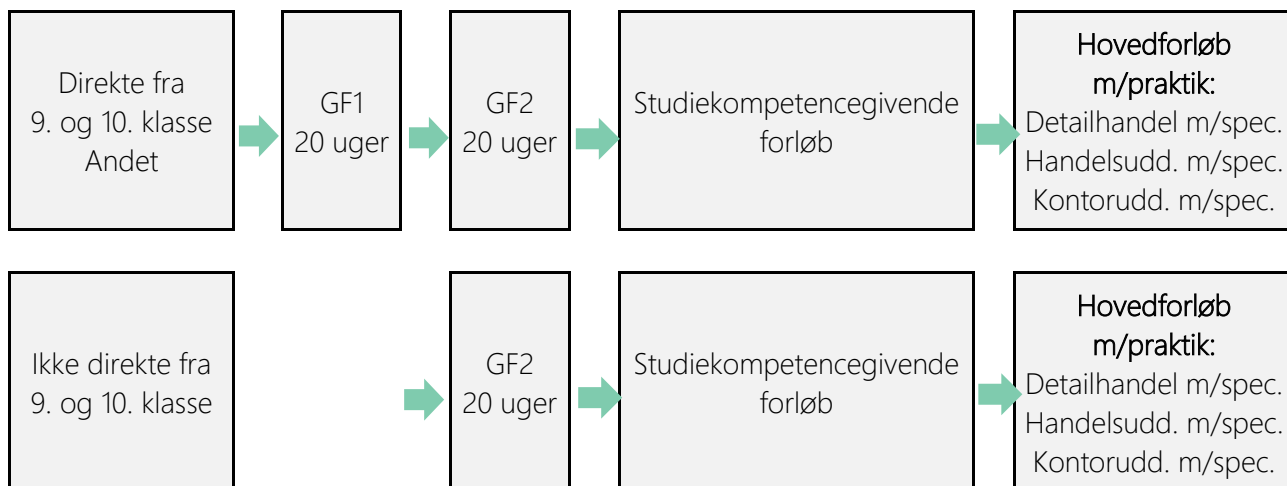 Direkte fra
9. og 10. klasse
Andet
GF1
20 uger
GF2
20 uger
Studiekompetencegivende
forløb
Hovedforløb
m/praktik:
Detailhandel m/spec.
Handelsudd. m/spec.
Kontorudd. m/spec.
Ikke direkte fra
9. og 10. klasse
GF2
20 uger
Studiekompetencegivende
forløb
Hovedforløb
m/praktik:
Detailhandel m/spec.
Handelsudd. m/spec.
Kontorudd. m/spec.